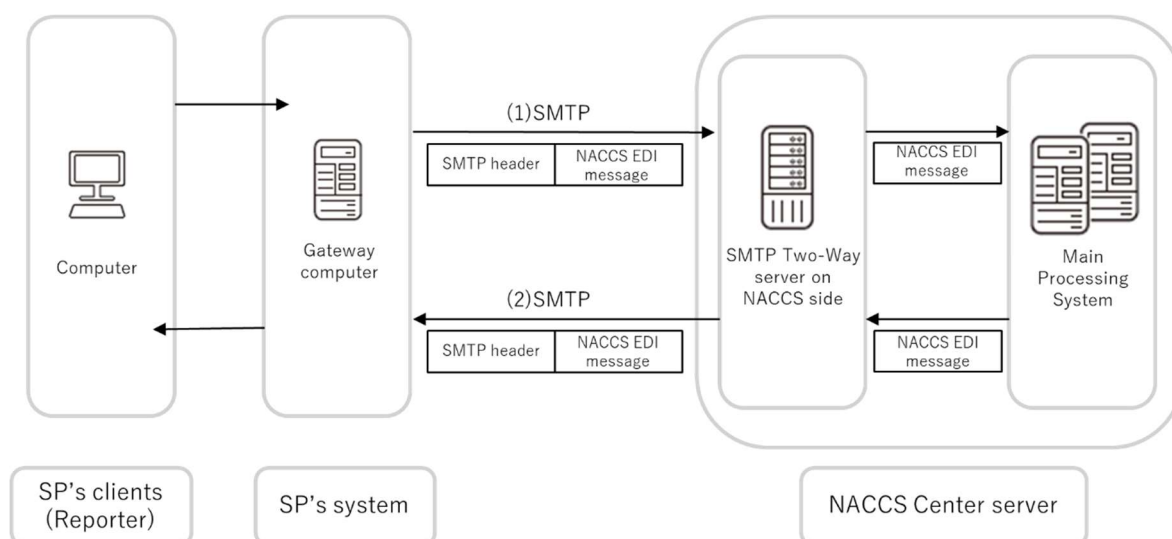 (1)SMTP
SMTP header
NACCS EDI
message
NACCS EDI
message
Computer
Gateway
computer
SMTP Two-Way
server on
NACCS side
Main
Processing
System
(2)SMTP
SMTP header
NACCS EDI
message
NACCS EDI
message
SP's clients
(Reporter)
SP's system
NACCS Center server